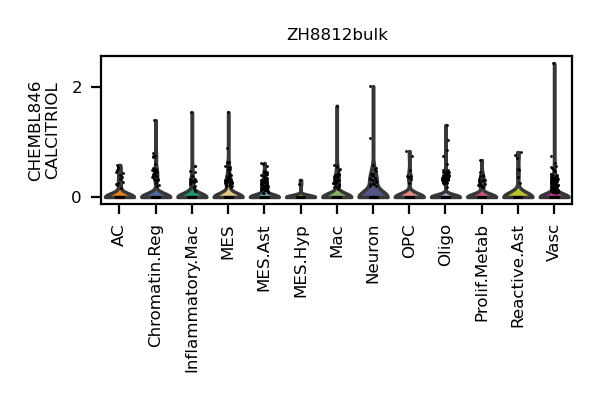 ZH8812bulk
CHEMBL846
CALCITRIOL
2
0
AC
Chromatin.Reg
Inflammatory.Mac
MES
MES.Ast
MES.Hyp
Mac
Neuron
OPC
Oligo
Prolif.Metab
Reactive.Ast
Vasc